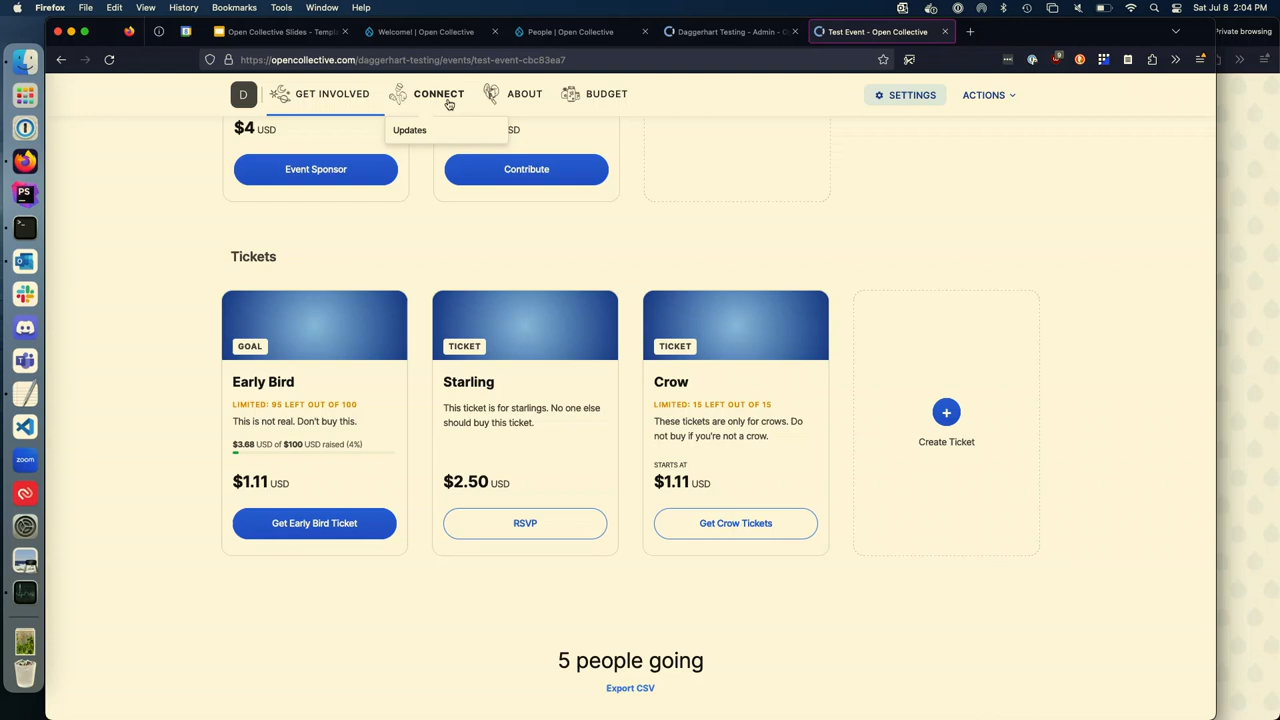 Firefox File Edit View History Bookmarks Tools Window Help
Sat Jul 8 2:04 PM
Open Collective Slides - Templa
Welcome! | Open Collective
People | Open Collective
Daggerhart Testing - Admin - O
Test Event - Open Collective
Private browsing
https://opencollective.com/daggerhart-testing/events/test-event-cbc83ea7
9
D
GET INVOLVED
CONNECT
ABOUT
BUDGET
SETTINGS
ACTIONS
Updates
$4 USD
SD
Event Sponsor
Contribute
Tickets
GOAL
Early Bird
LIMITED: 95 LEFT OUT OF 100
This is not real. Don't buy this.
$3.68 USD of $100 USD raised (4%)
$1.11 USD
Get Early Bird Ticket
TICKET
Starling
This ticket is for starlings. No one else
should buy this ticket.
$2.50 USD
RSVP
TICKET
Crow
LIMITED: 15 LEFT OUT OF 15
These tickets are only for crows. Do
not buy if you're not a crow.
STARTS AT
$1.11 USD
Get Crow Tickets
+
Create Ticket
5 people going
Export CSV
PS
zoom